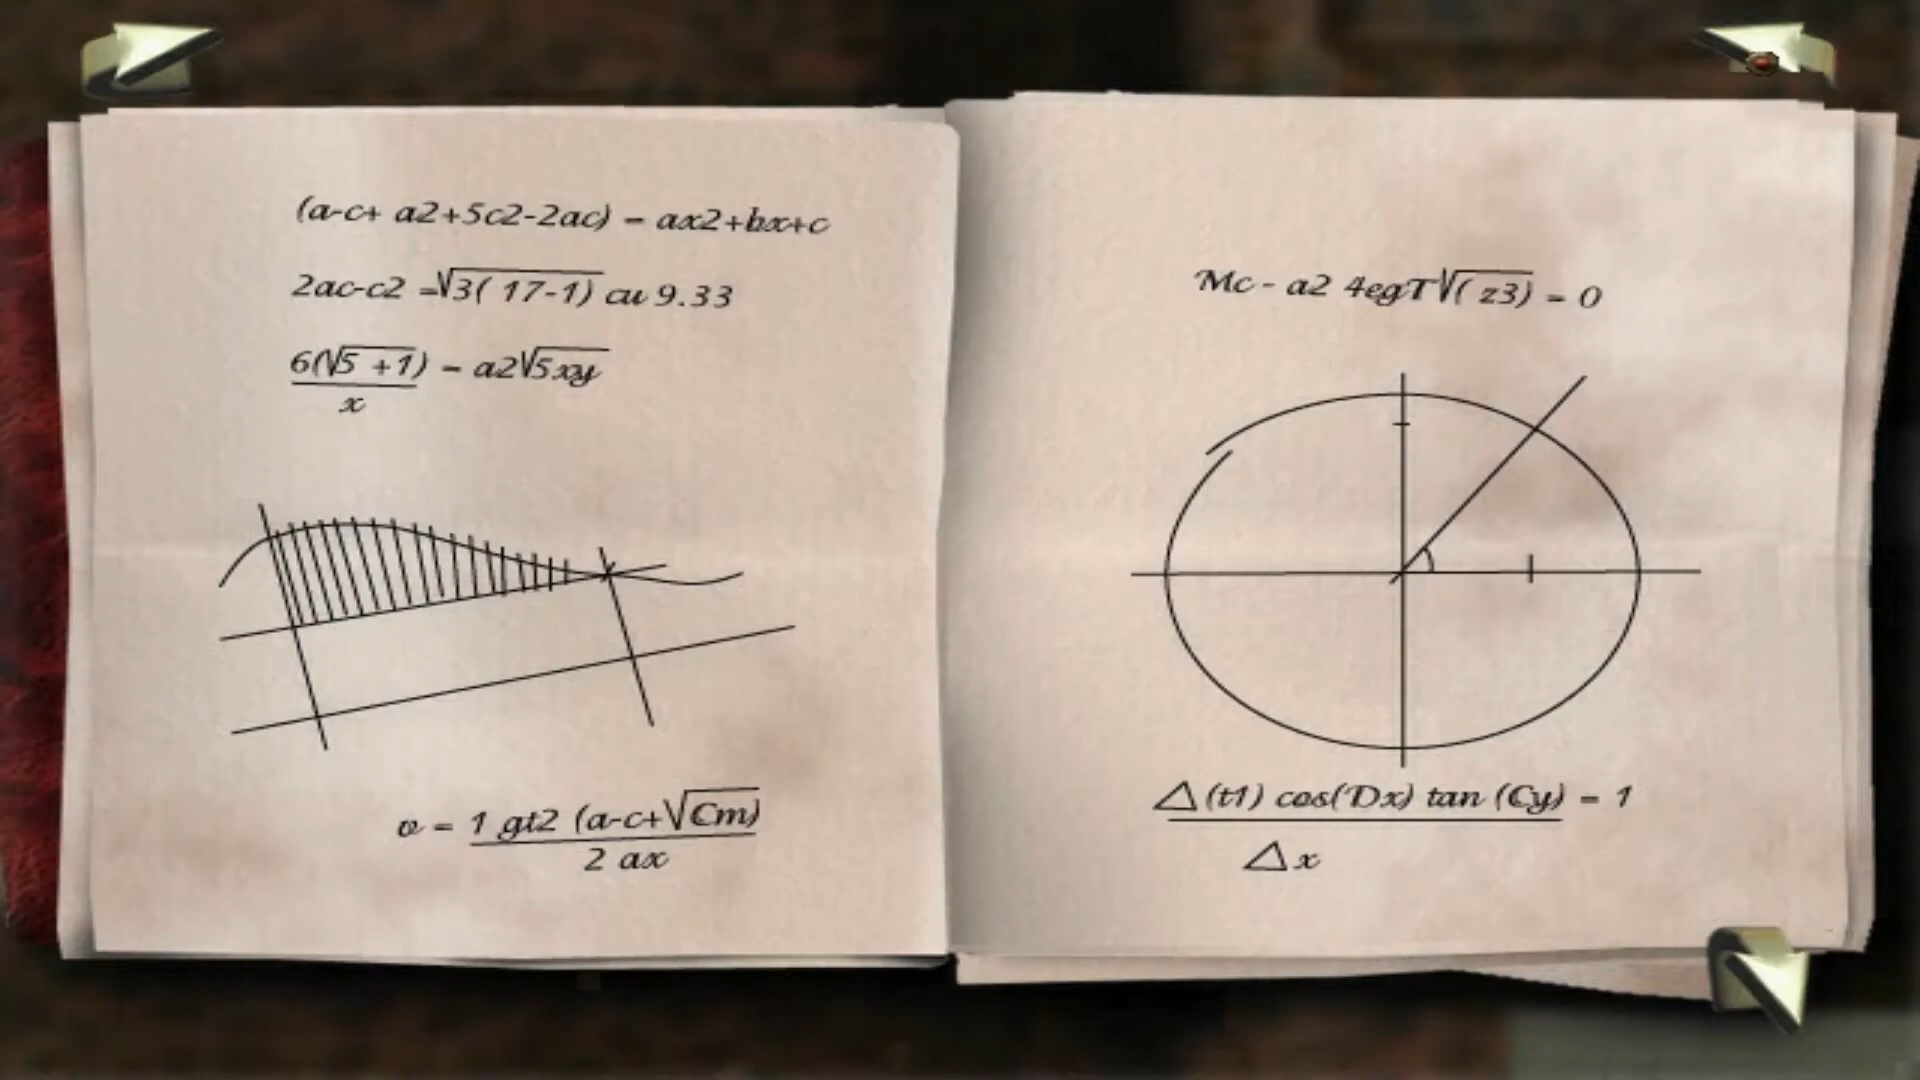 (a-c+ a2+5c2-2ac) - ax2+bx+c
2ac-c2 =√3( 17-1) cu 9.33
6(√5 +1) - a2√5xy
x
α = 1 gt2 (a-c+√Cm)
2 ax
Mc - a2 4egT√( z3) = 0
△(t1) cos(Dx) tan (Cy) = 1
△x